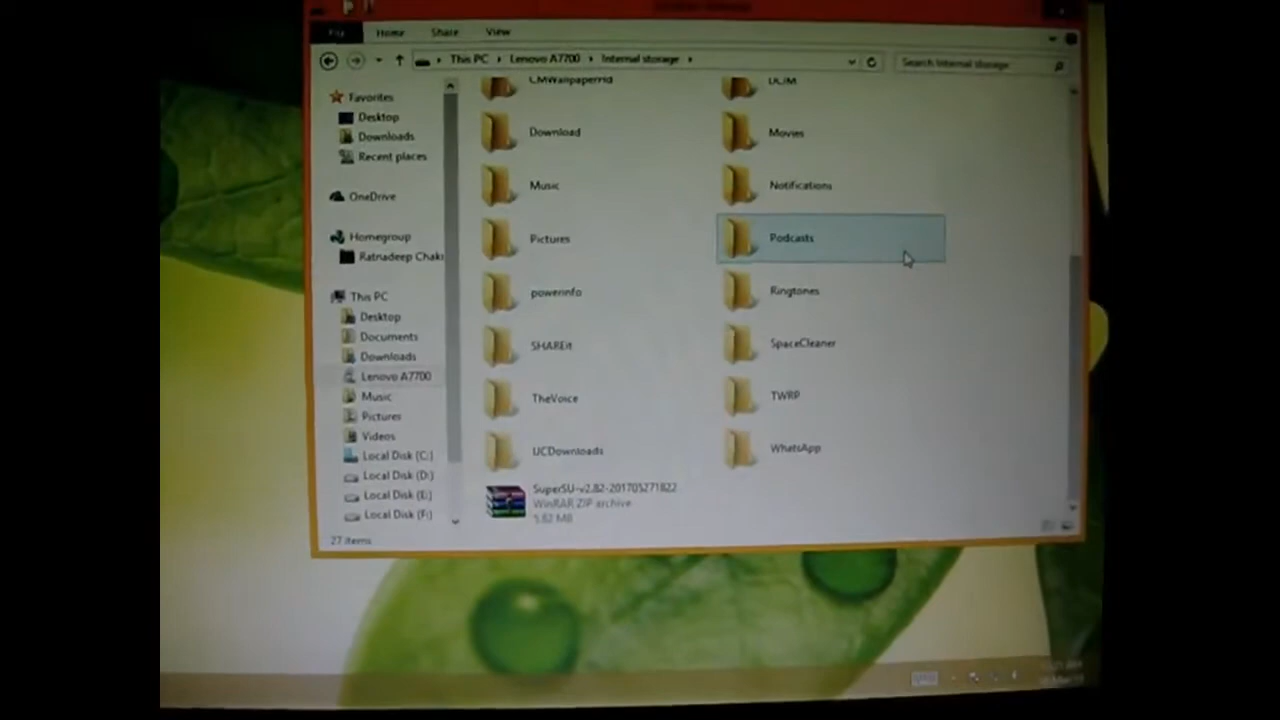 File Home Share View
This PC Lenovo A7700 Internal storage
Search Internal storage
Favorites
Desktop
Downloads
Recent places
OneDrive
Homegroup
Ratnadeep Chak
This PC
Desktop
Documents
Downloads
Lenovo A7700
Music
Pictures
Videos
Local Disk (C:)
Local Disk (D:)
Local Disk (E:)
Local Disk (F:)
CMWallpaperHd DCIM
Download Movies
Music Notifications
Pictures Podcasts
powerinfo Ringtones
SHAREit SpaceCleaner
TheVoice TWRP
UCDownloads WhatsApp
SuperSU-v2.82-201705271822
WinRAR ZIP archive
5.82 MB
27 items